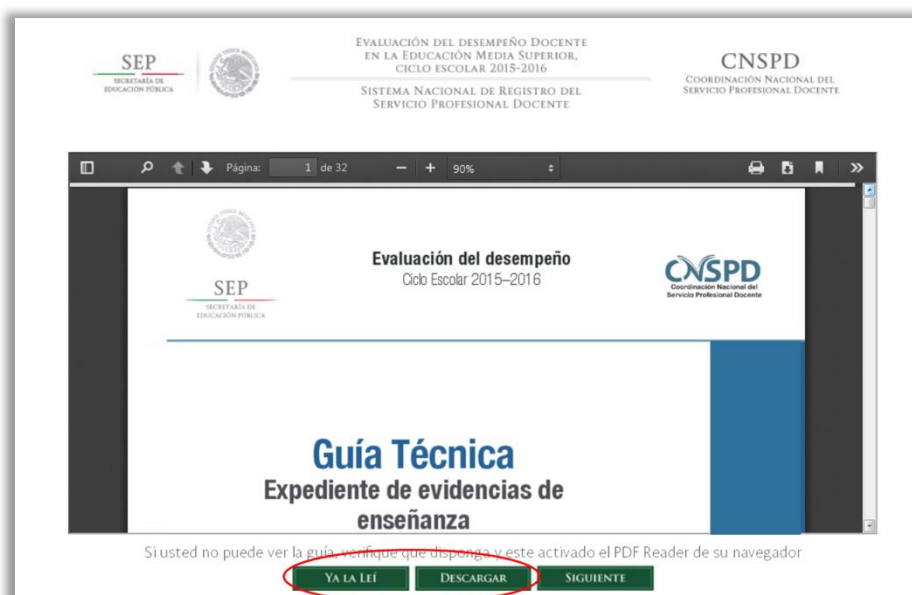 SEP
SECRETARÍA DE
EDUCACIÓN PÚBLICA
EVALUACIÓN DEL DESEMPEÑO DOCENTE
EN LA EDUCACIÓN MEDIA SUPERIOR,
CICLO ESCOLAR 2015-2016
SISTEMA NACIONAL DE REGISTRO DEL
SERVICIO PROFESIONAL DOCENTE
CNSPD
COORDINACIÓN NACIONAL DEL
SERVICIO PROFESIONAL DOCENTE
Página: 1 de 32 90%
SEP
SECRETARÍA DE
EDUCACIÓN PÚBLICA
Evaluación del desempeño
Ciclo Escolar 2015–2016
CNSPD
Coordinación Nacional del
Servicio Profesional Docente
Guía Técnica
Expediente de evidencias de
enseñanza
Si usted no puede ver la guía, verifique que disponga y este activado el PDF Reader de su navegador
YA LA LEÍ
DESCARGAR
SIGUIENTE